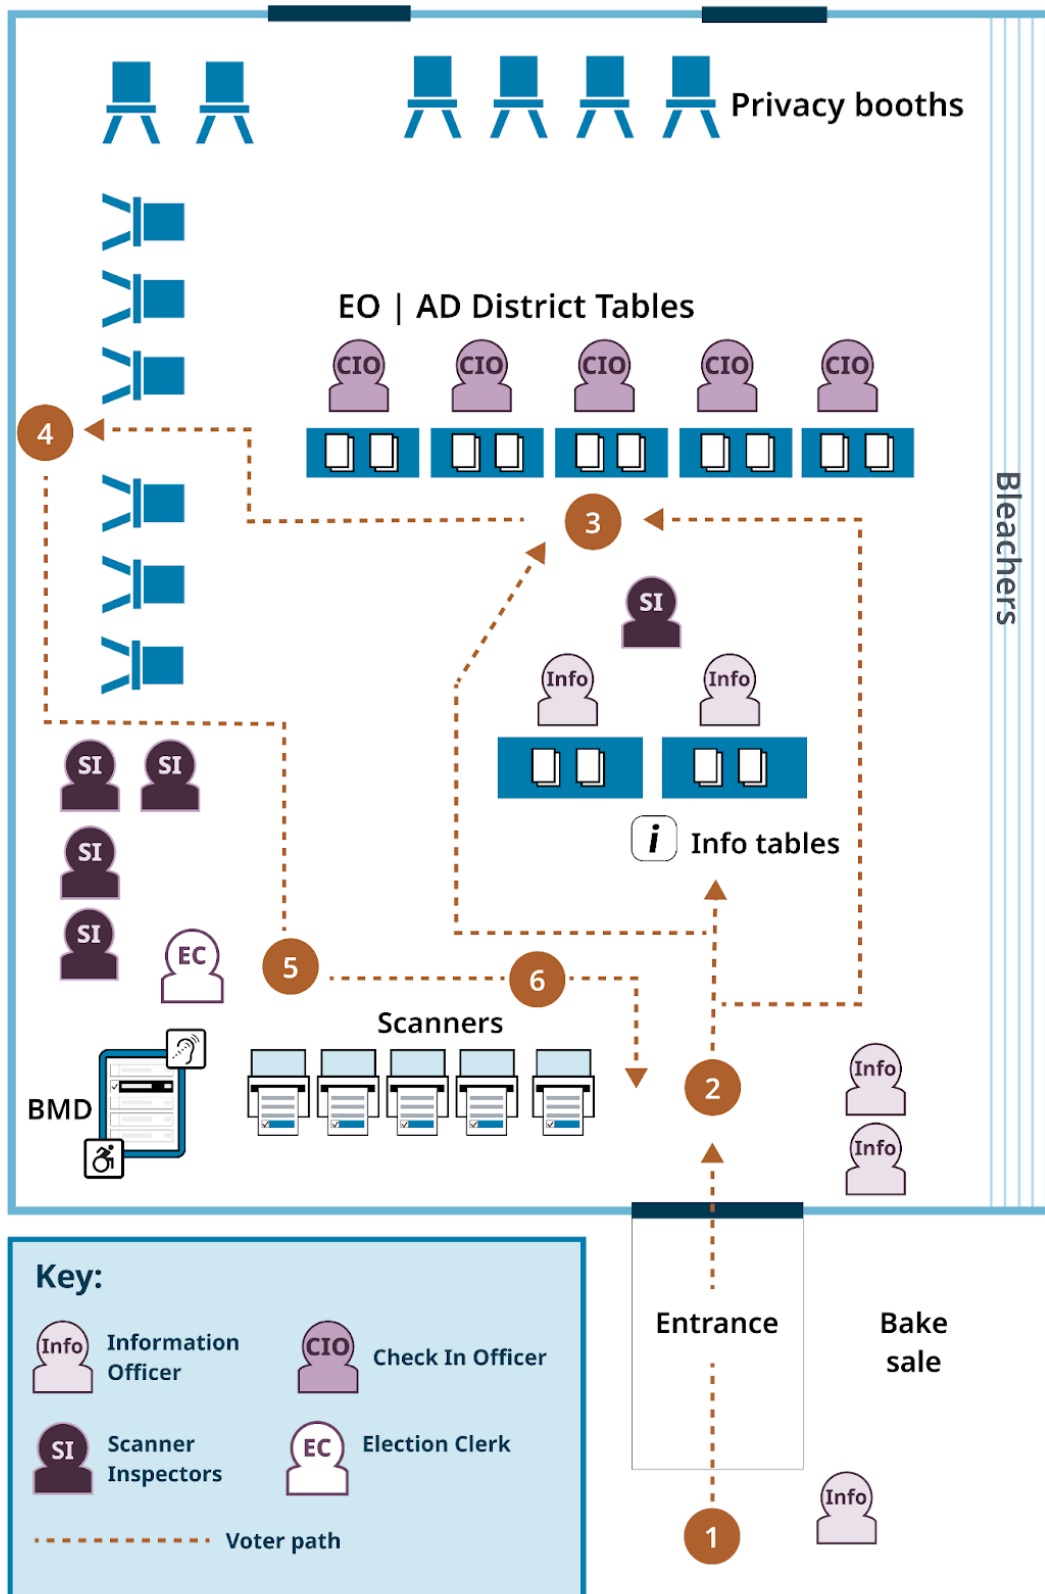 Privacy booths
EO | AD District Tables
CIO CIO CIO CIO CIO
4
3
Bleachers
SI
Info Info
SI SI
i Info tables
SI
SI
EC
5
6
Scanners
2
Info
BMD
Info
Entrance
Bake
sale
Key:
Info Information
Officer
CIO Check In Officer
SI Scanner
Inspectors
EC Election Clerk
Info
1
Voter path